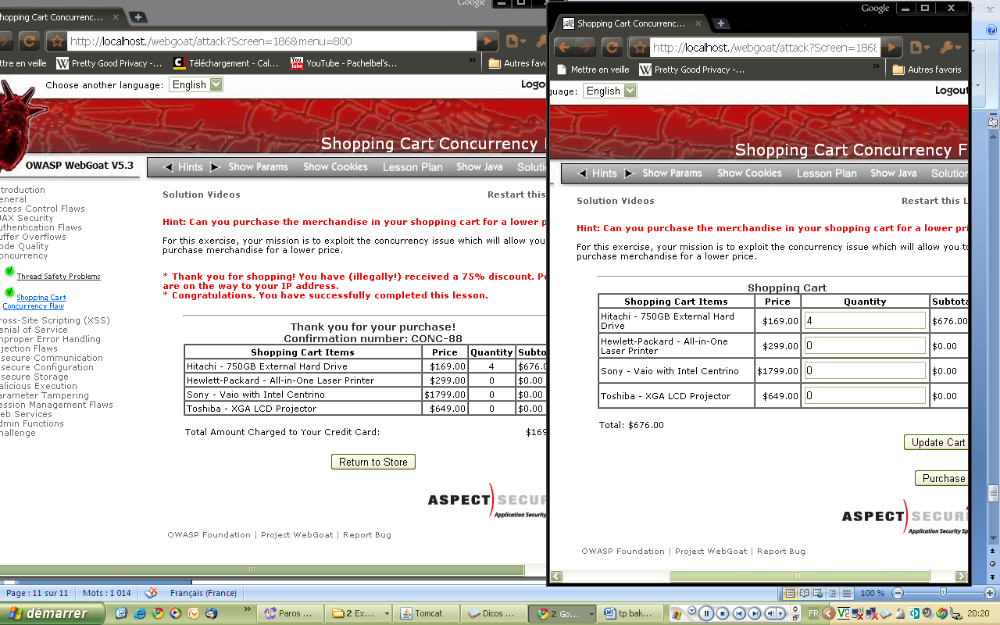 Shopping Cart Concurrenc...
Google
http://localhost./webgoat/attack?Screen=186&menu=800
ttre en veille
Pretty Good Privacy -...
Téléchargement - Cal...
YouTube - Pachelbel's...
»
Autres favo
Choose another language:
English
Logo
Shopping Cart Concurrency
OWASP WebGoat V5.3
Hints
Show Params
Show Cookies
Lesson Plan
Show Java
Soluti
troduction
eneral
ccess Control Flaws
JAX Security
uthentication Flaws
uffer Overflows
ode Quality
oncurrency
Thread Safety Problems
Shopping Cart
Concurrency Flaw
ross-Site Scripting (XSS)
enial of Service
mproper Error Handling
jection Flaws
secure Communication
secure Configuration
secure Storage
alicious Execution
arameter Tampering
ession Management Flaws
eb Services
dmin Functions
hallenge
Solution Videos
Restart this
Hint: Can you purchase the merchandise in your shopping cart for a lower p
For this exercise, your mission is to exploit the concurrency issue which will allow you
purchase merchandise for a lower price.
* Thank you for shopping! You have (illegally!) received a 75% discount. P
are on the way to your IP address.
* Congratulations. You have successfully completed this lesson.
Thank you for your purchase!
Confirmation number: CONC-88
Shopping Cart Items Price Quantity Subto
Hitachi - 750GB External Hard Drive $169.00 4 $676.0
Hewlett-Packard - All-in-One Laser Printer $299.00 0 $0.00
Sony - Vaio with Intel Centrino $1799.00 0 $0.00
Toshiba - XGA LCD Projector $649.00 0 $0.00
Total Amount Charged to Your Credit Card: $169
Return to Store
ASPECT SECU
Application Security
OWASP Foundation | Project WebGoat | Report Bug
Google
Shopping Cart Concurrenc...
http://localhost./webgoat/attack?Screen=186&
Mettre en veille
Pretty Good Privacy -...
»
Autres favoris
guage:
English
Logout
Shopping Cart Concurrency F
Hints
Show Params
Show Cookies
Lesson Plan
Show Java
Solution
Solution Videos
Restart this L
Hint: Can you purchase the merchandise in your shopping cart for a lower pri
For this exercise, your mission is to exploit the concurrency issue which will allow you to
purchase merchandise for a lower price.
Shopping Cart
Shopping Cart Items Price Quantity Subtota
Hitachi - 750GB External Hard
Drive $169.00 4 $676.00
Hewlett-Packard - All-in-One
Laser Printer $299.00 0 $0.00
Sony - Vaio with Intel Centrino $1799.00 0 $0.00
Toshiba - XGA LCD Projector $649.00 0 $0.00
Total: $676.00
Update Cart
Purchase
ASPECT SECURI
Application Security Sp
OWASP Foundation | Project WebGoat | Report Bug
Page : 11 sur 11
Mots : 1 014
Français (France)
100 %
démarrer
»
Paros ...
2 Ex...
Tomcat
Dicos ...
2 Go...
tp bak...
FR
20:20